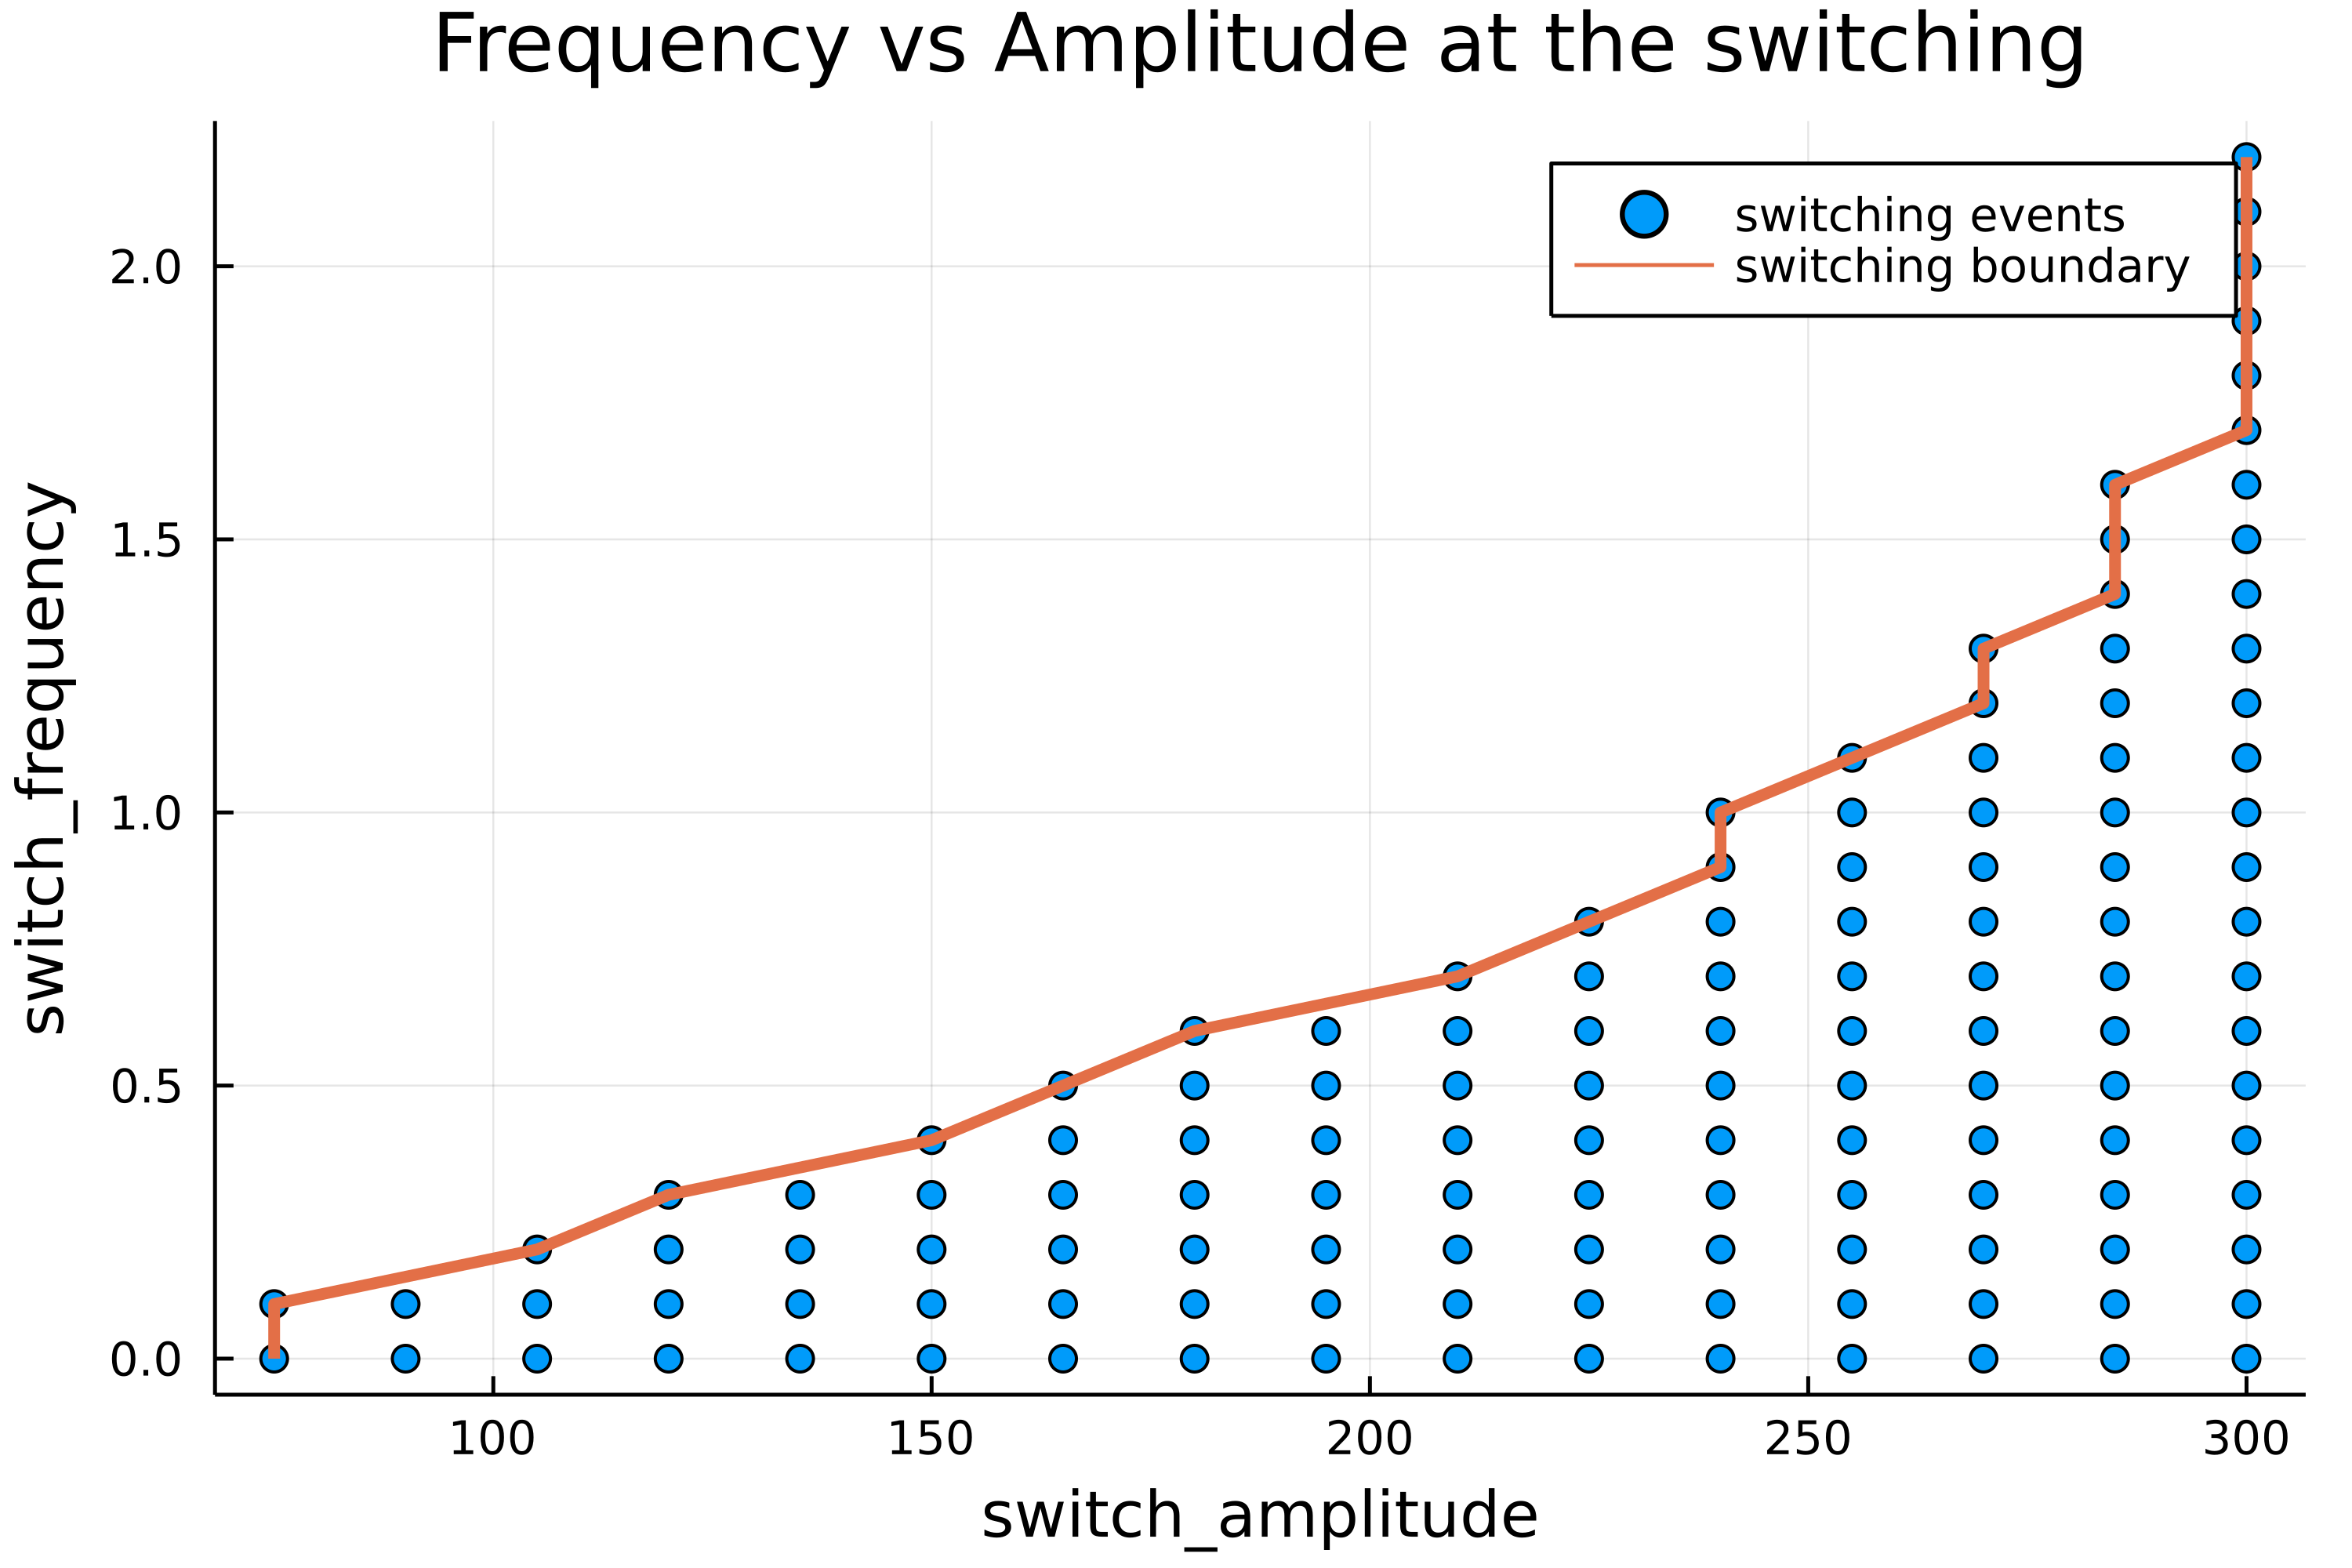 Frequency vs Amplitude at the switching
switching events
switching boundary
switch_frequency
2.0
1.5
1.0
0.5
0.0
100 150 200 250 300
switch_amplitude